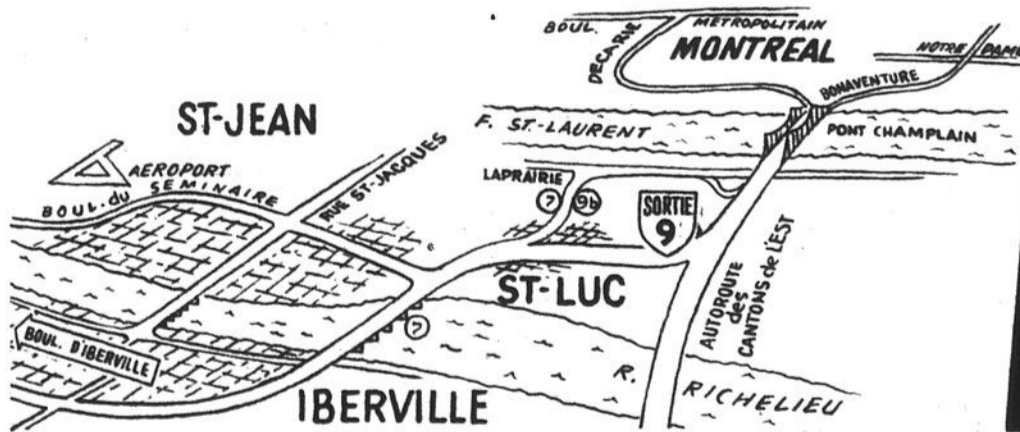 BOUL. METROPOLITAIN
DECARIE
MONTREAL
NOTRE DAME
BONAVENTURE
ST-JEAN
F. ST-LAURENT
PONT CHAMPLAIN
AEROPORT
BOUL. du SEMINAIRE
RUE ST-JACQUES
LAPRAIRIE
7
9b
SORTIE
9
ST-LUC
AUTOROUTE
des
CANTONS de L'EST
7
BOUL. D'IBERVILLE
R. RICHELIEU
IBERVILLE